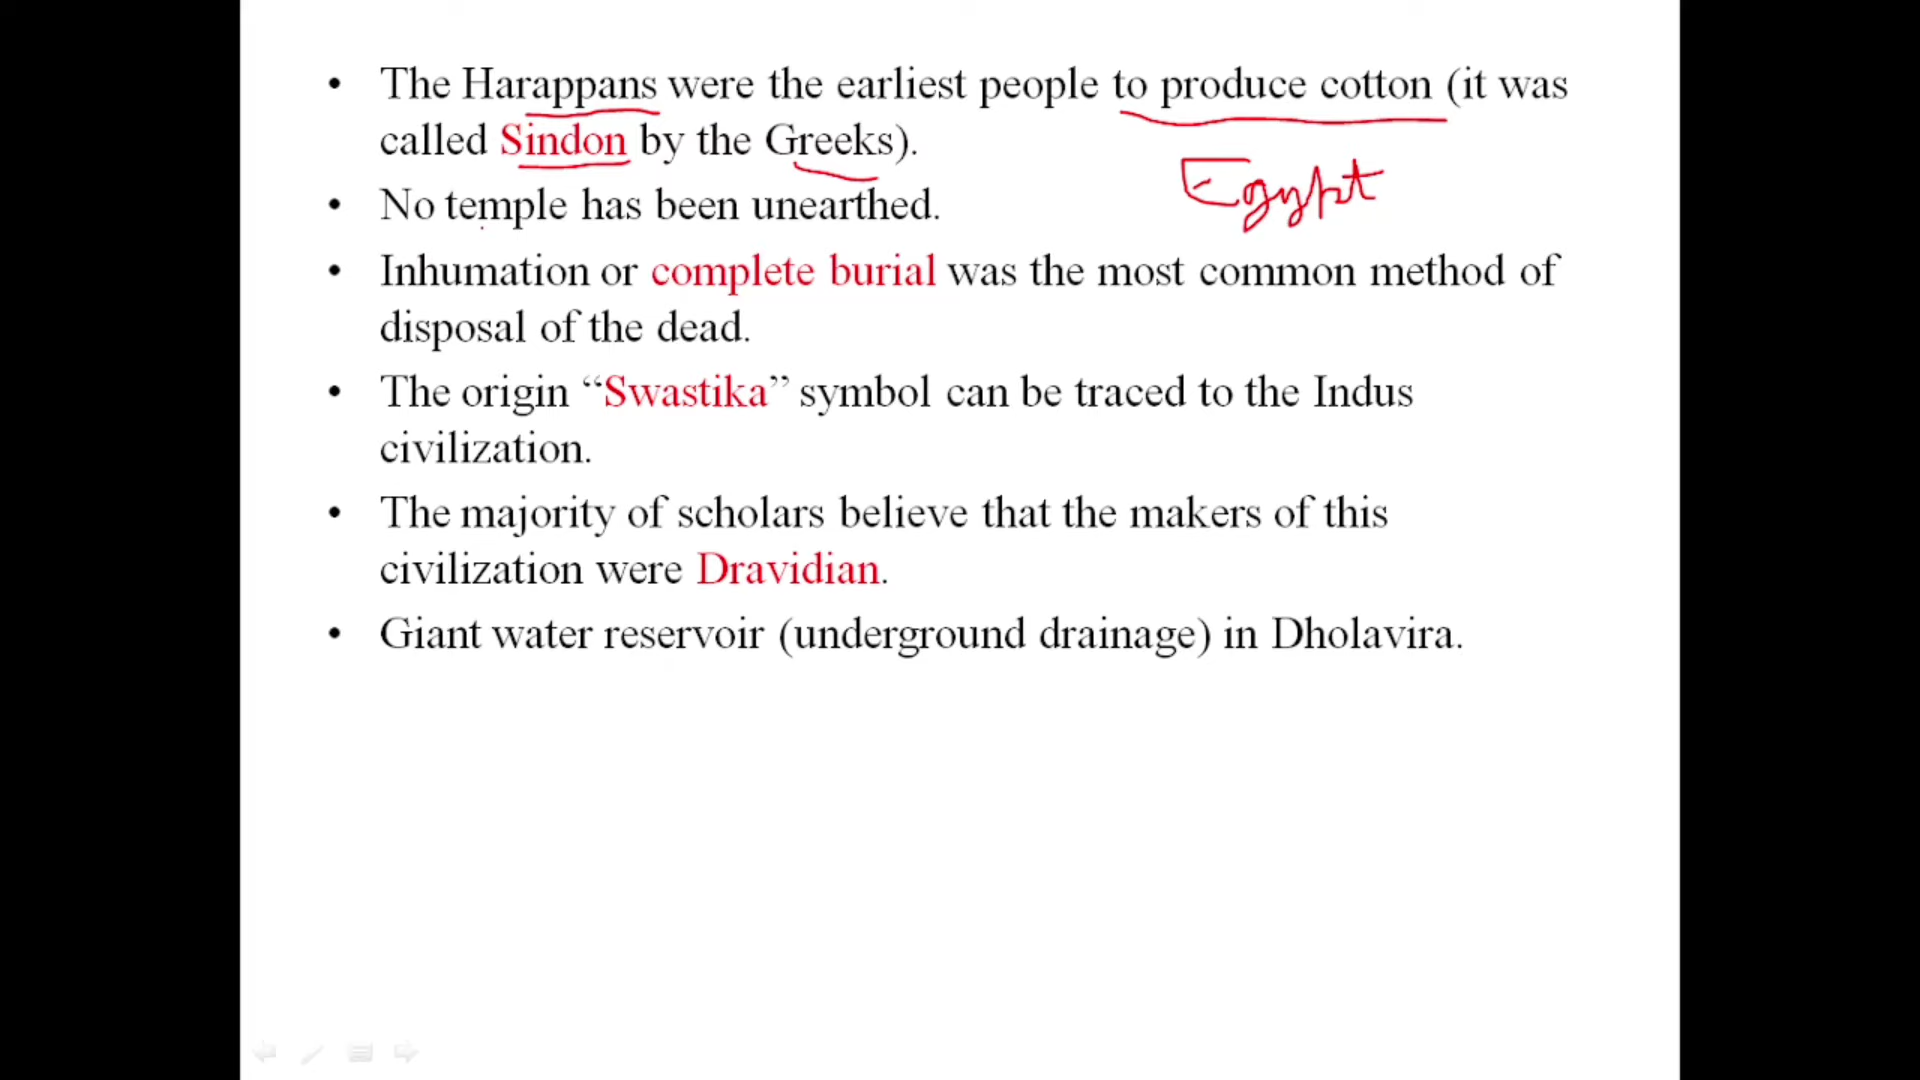 • The Harappans were the earliest people to produce cotton (it was
called Sindon by the Greeks).
Egypt
• No temple has been unearthed.
• Inhumation or complete burial was the most common method of
disposal of the dead.
• The origin “Swastika” symbol can be traced to the Indus
civilization.
• The majority of scholars believe that the makers of this
civilization were Dravidian.
• Giant water reservoir (underground drainage) in Dholavira.